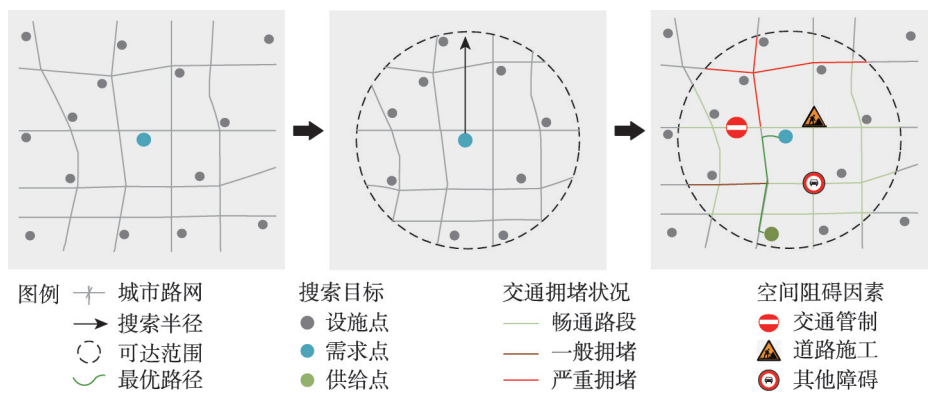 图例 城市路网 搜索目标 交通拥堵状况 空间阻碍因素
搜索半径 设施点 畅通路段 交通管制
可达范围 需求点 一般拥堵 道路施工
最优路径 供给点 严重拥堵 其他障碍